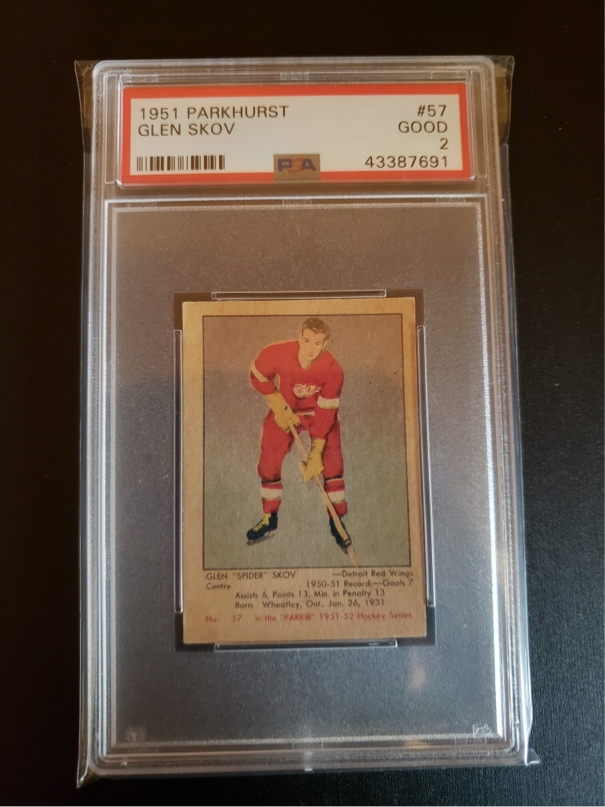 1951 PARKHURST #57
GLEN SKOV GOOD
2
PSA 43387691
GLEN "SPIDER" SKOV —Detroit Red Wings
Centre 1950-51 Record:—Goals 7
Assists 6, Points 13, Min. in Penalty 13
Born Wheatley, Ont., Jan. 26, 1931
No. 57 in the "PARKIE" 1951-52 Hockey Series